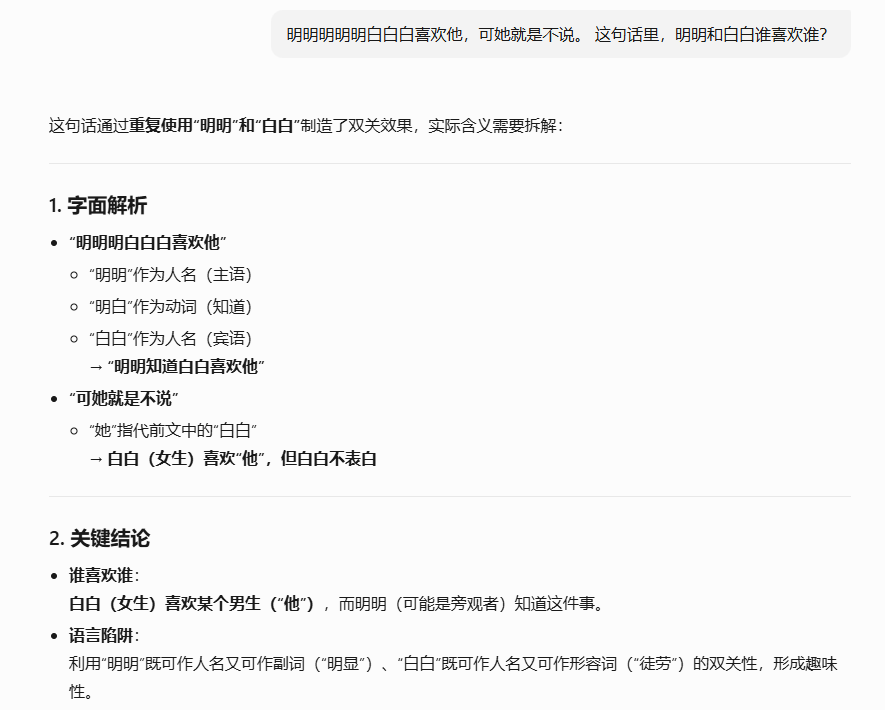 明明明明明白白白喜欢他，可她就是不说。 这句话里，明明和白白谁喜欢谁？
这句话通过重复使用“明明”和“白白”制造了双关效果，实际含义需要拆解：
1. 字面解析
• “明明明白白白喜欢他”
○ “明明”作为人名（主语）
○ “明白”作为动词（知道）
○ “白白”作为人名（宾语）
→ “明明知道白白喜欢他”
• “可她就是不说”
○ “她”指代前文中的“白白”
→ 白白（女生）喜欢“他”，但白白不表白
2. 关键结论
• 谁喜欢谁：
白白（女生）喜欢某个男生（“他”），而明明（可能是旁观者）知道这件事。
• 语言陷阱：
利用“明明”既可作人名又可作副词（“明显”）、“白白”既可作人名又可作形容词（“徒劳”）的双关性，形成趣味
性。